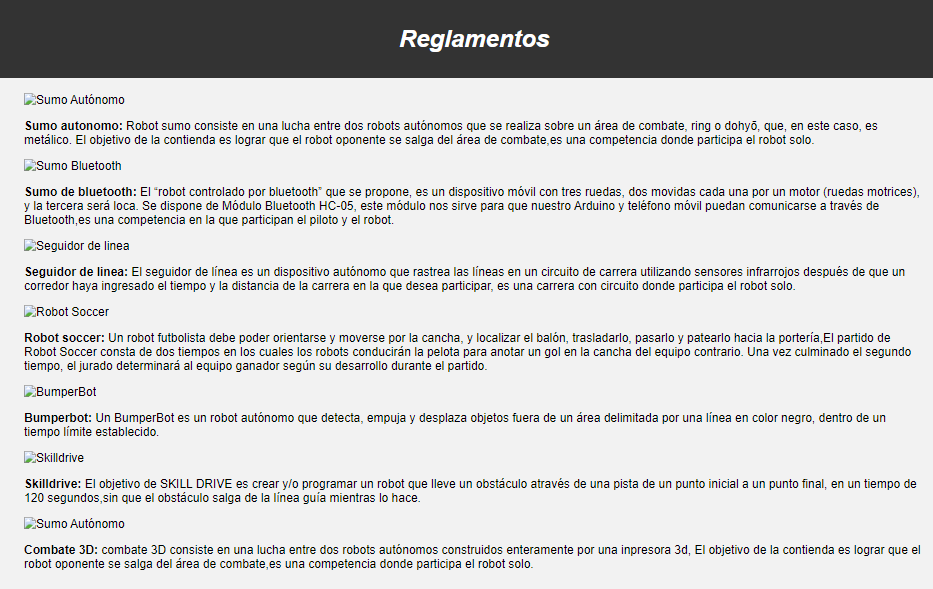 Reglamentos
Sumo Autónomo
Sumo autonomo: Robot sumo consiste en una lucha entre dos robots autónomos que se realiza sobre un área de combate, ring o dohyō, que, en este caso, es
metálico. El objetivo de la contienda es lograr que el robot oponente se salga del área de combate,es una competencia donde participa el robot solo.
Sumo Bluetooth
Sumo de bluetooth: El “robot controlado por bluetooth” que se propone, es un dispositivo móvil con tres ruedas, dos movidas cada una por un motor (ruedas motrices),
y la tercera será loca. Se dispone de Módulo Bluetooth HC-05, este módulo nos sirve para que nuestro Arduino y teléfono móvil puedan comunicarse a través de
Bluetooth,es una competencia en la que participan el piloto y el robot.
Seguidor de linea
Seguidor de linea: El seguidor de línea es un dispositivo autónomo que rastrea las líneas en un circuito de carrera utilizando sensores infrarrojos después de que un
corredor haya ingresado el tiempo y la distancia de la carrera en la que desea participar, es una carrera con circuito donde participa el robot solo.
Robot Soccer
Robot soccer: Un robot futbolista debe poder orientarse y moverse por la cancha, y localizar el balón, trasladarlo, pasarlo y patearlo hacia la portería,El partido de
Robot Soccer consta de dos tiempos en los cuales los robots conducirán la pelota para anotar un gol en la cancha del equipo contrario. Una vez culminado el segundo
tiempo, el jurado determinará al equipo ganador según su desarrollo durante el partido.
BumperBot
Bumperbot: Un BumperBot es un robot autónomo que detecta, empuja y desplaza objetos fuera de un área delimitada por una línea en color negro, dentro de un
tiempo límite establecido.
Skilldrive
Skilldrive: El objetivo de SKILL DRIVE es crear y/o programar un robot que lleve un obstáculo através de una pista de un punto inicial a un punto final, en un tiempo de
120 segundos,sin que el obstáculo salga de la línea guía mientras lo hace.
Sumo Autónomo
Combate 3D: combate 3D consiste en una lucha entre dos robots autónomos construidos enteramente por una inpresora 3d, El objetivo de la contienda es lograr que el
robot oponente se salga del área de combate,es una competencia donde participa el robot solo.